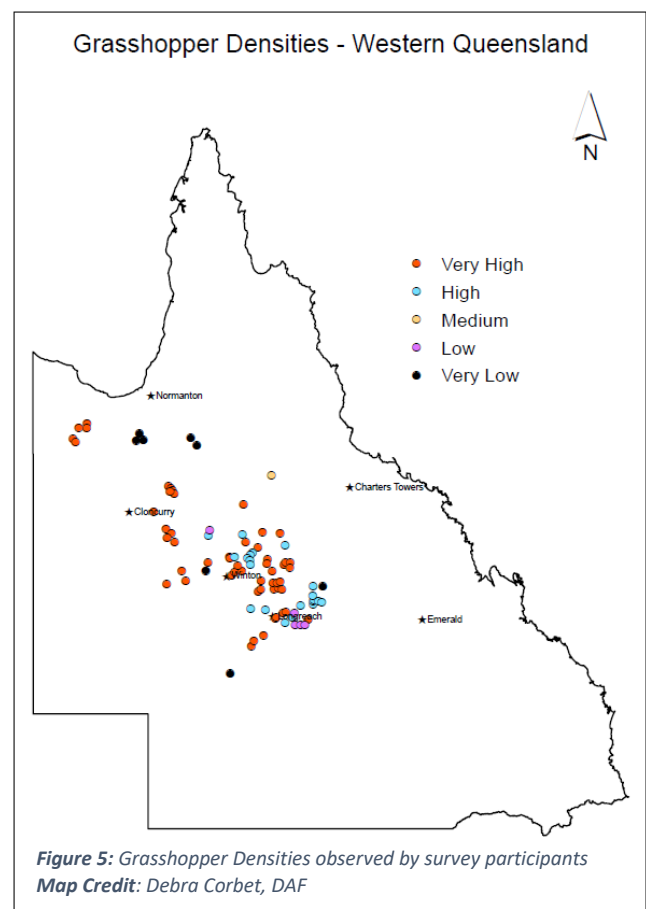 Grasshopper Densities - Western Queensland
N
Very High
High
Medium
Low
Very Low
★Normanton
★Charters Towers
★Cloncurry
★Winton
★Longreach
★Emerald
Figure 5: Grasshopper Densities observed by survey participants
Map Credit: Debra Corbet, DAF